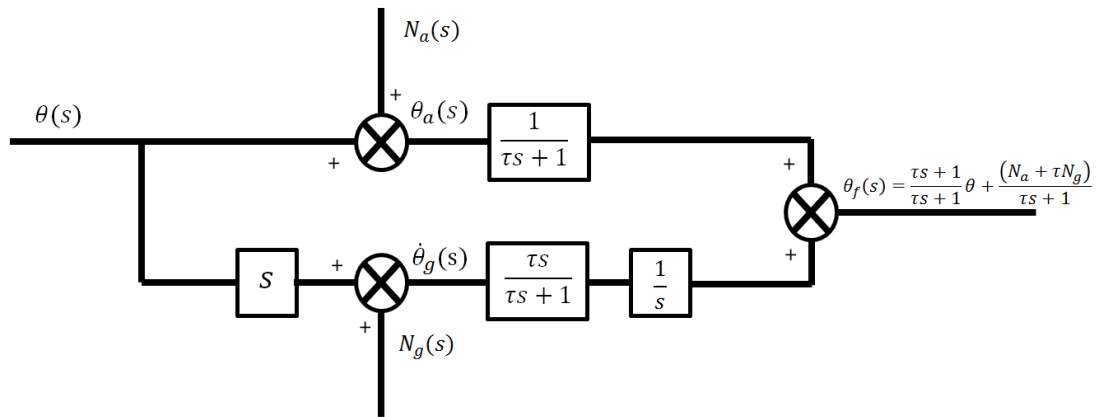 N_a(s)
+
θ(s)
θ_a(s)
1/(τs + 1)
+
+
θ_f(s) = (τs + 1)/(τs + 1) θ + (N_a + τN_g)/(τs + 1)
+
θ̇_g(s)
+
S
τs/(τs + 1)
1/s
+
N_g(s)